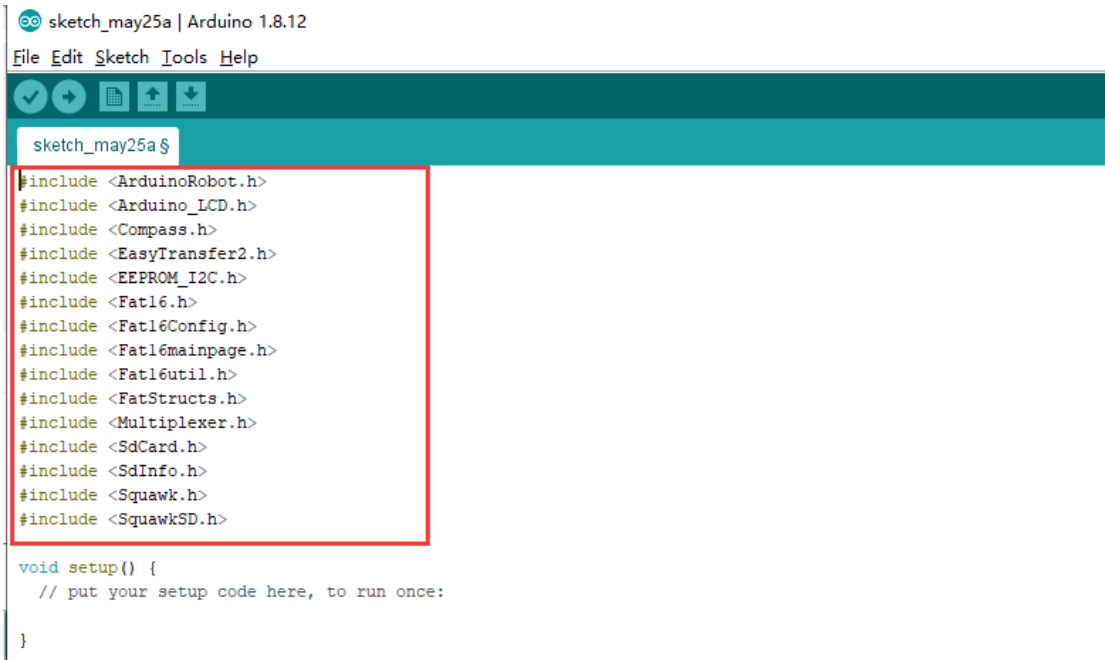 sketch_may25a | Arduino 1.8.12
File Edit Sketch Tools Help
sketch_may25a §
#include <ArduinoRobot.h>
#include <Arduino_LCD.h>
#include <Compass.h>
#include <EasyTransfer2.h>
#include <EEPROM_I2C.h>
#include <Fat16.h>
#include <Fat16Config.h>
#include <Fat16mainpage.h>
#include <Fat16util.h>
#include <FatStructs.h>
#include <Multiplexer.h>
#include <SdCard.h>
#include <SdInfo.h>
#include <Squawk.h>
#include <SquawkSD.h>
void setup() {
// put your setup code here, to run once:
}